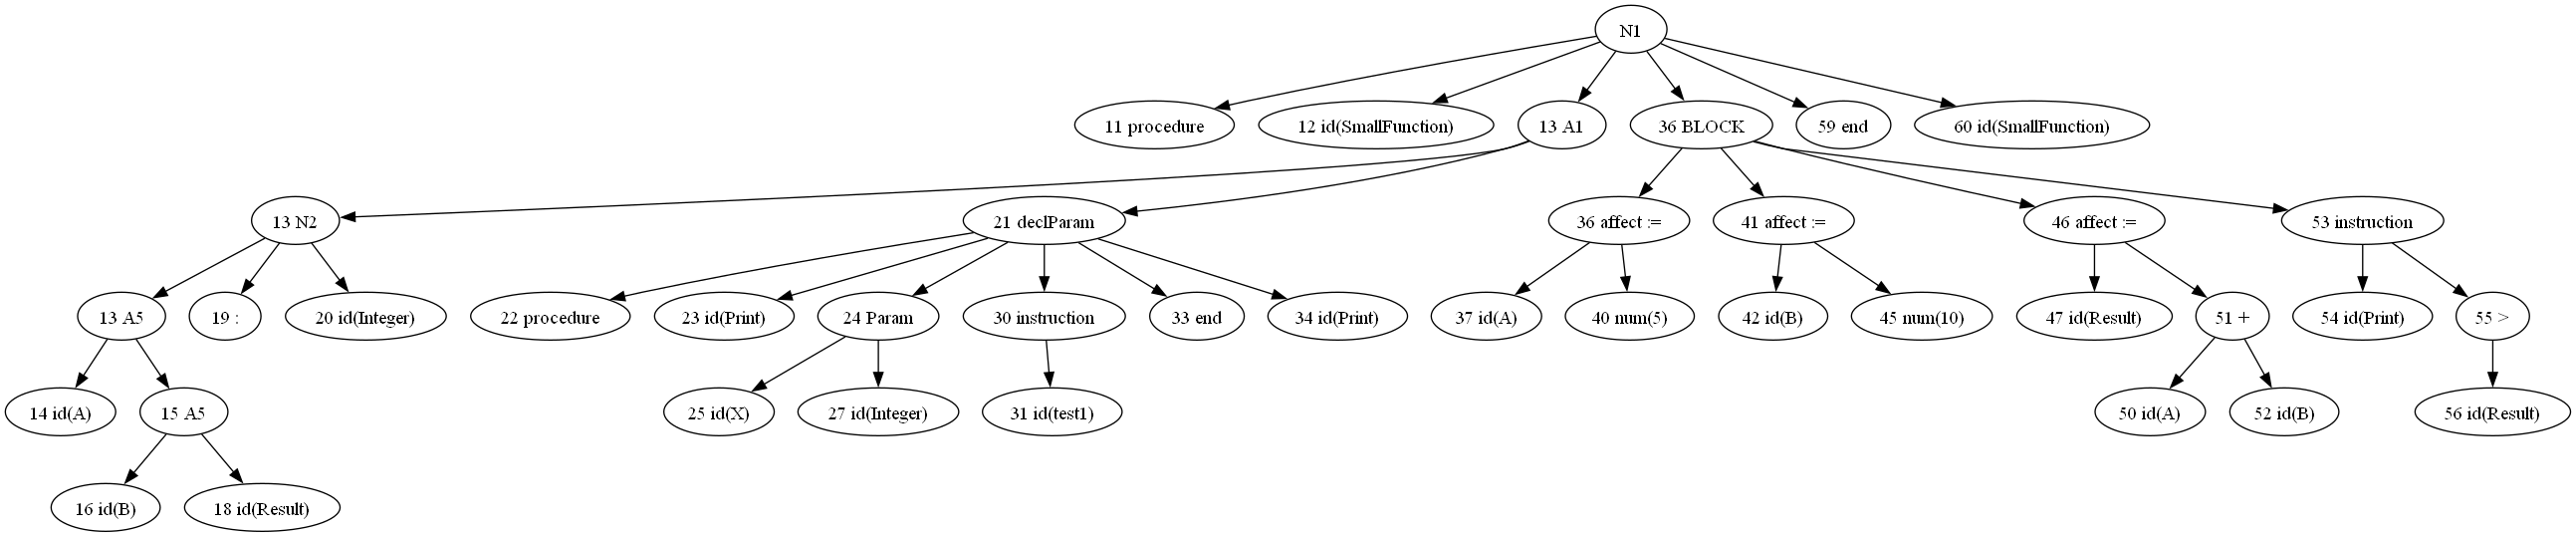 N1
11 procedure
12 id(SmallFunction)
13 A1
36 BLOCK
59 end
60 id(SmallFunction)
13 N2
21 declParam
36 affect :=
41 affect :=
46 affect :=
53 instruction
13 A5
19 :
20 id(Integer)
22 procedure
23 id(Print)
24 Param
30 instruction
33 end
34 id(Print)
37 id(A)
40 num(5)
42 id(B)
45 num(10)
47 id(Result)
51 +
54 id(Print)
55 >
14 id(A)
15 A5
25 id(X)
27 id(Integer)
31 id(test1)
50 id(A)
52 id(B)
56 id(Result)
16 id(B)
18 id(Result)